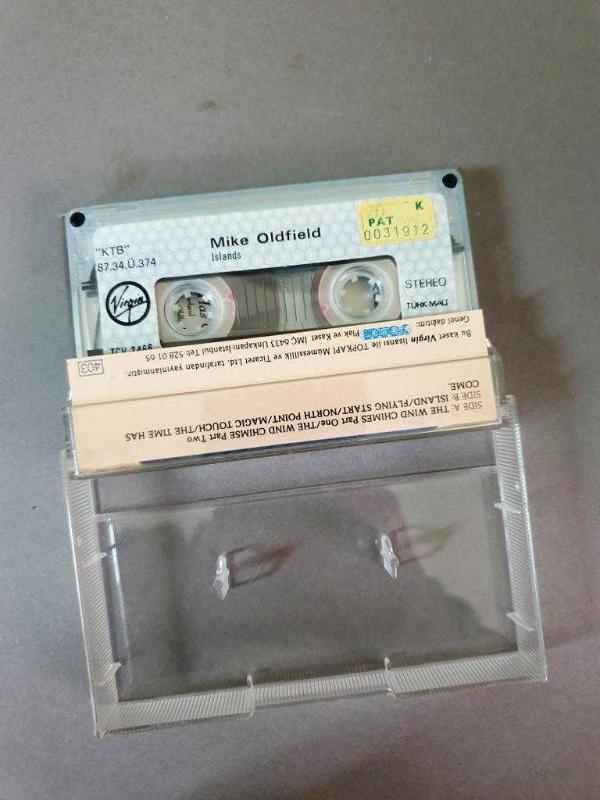 "KTB"
87.34.Ü.374
Mike Oldfield
Islands
PAT K
0031912
Virgin
STEREO
TÜRK MALI
TCV 2466
Genel dağıtım: Plak ve Kaset İMÇ 6433 Unkapanı-İstanbul Tel: 528 01 65
Bu kaset Virgin lisansı ile TOPKAPI Mümessillik ve Ticaret Ltd. tarafından yayınlanmıştır.
403
SIDE A: THE WIND CHIMES Part One/THE WIND CHIMSE Part Two
SIDE B: ISLAND/FLYING START/NORTH POINT/MAGIC TOUCH/THE TIME HAS
COME.